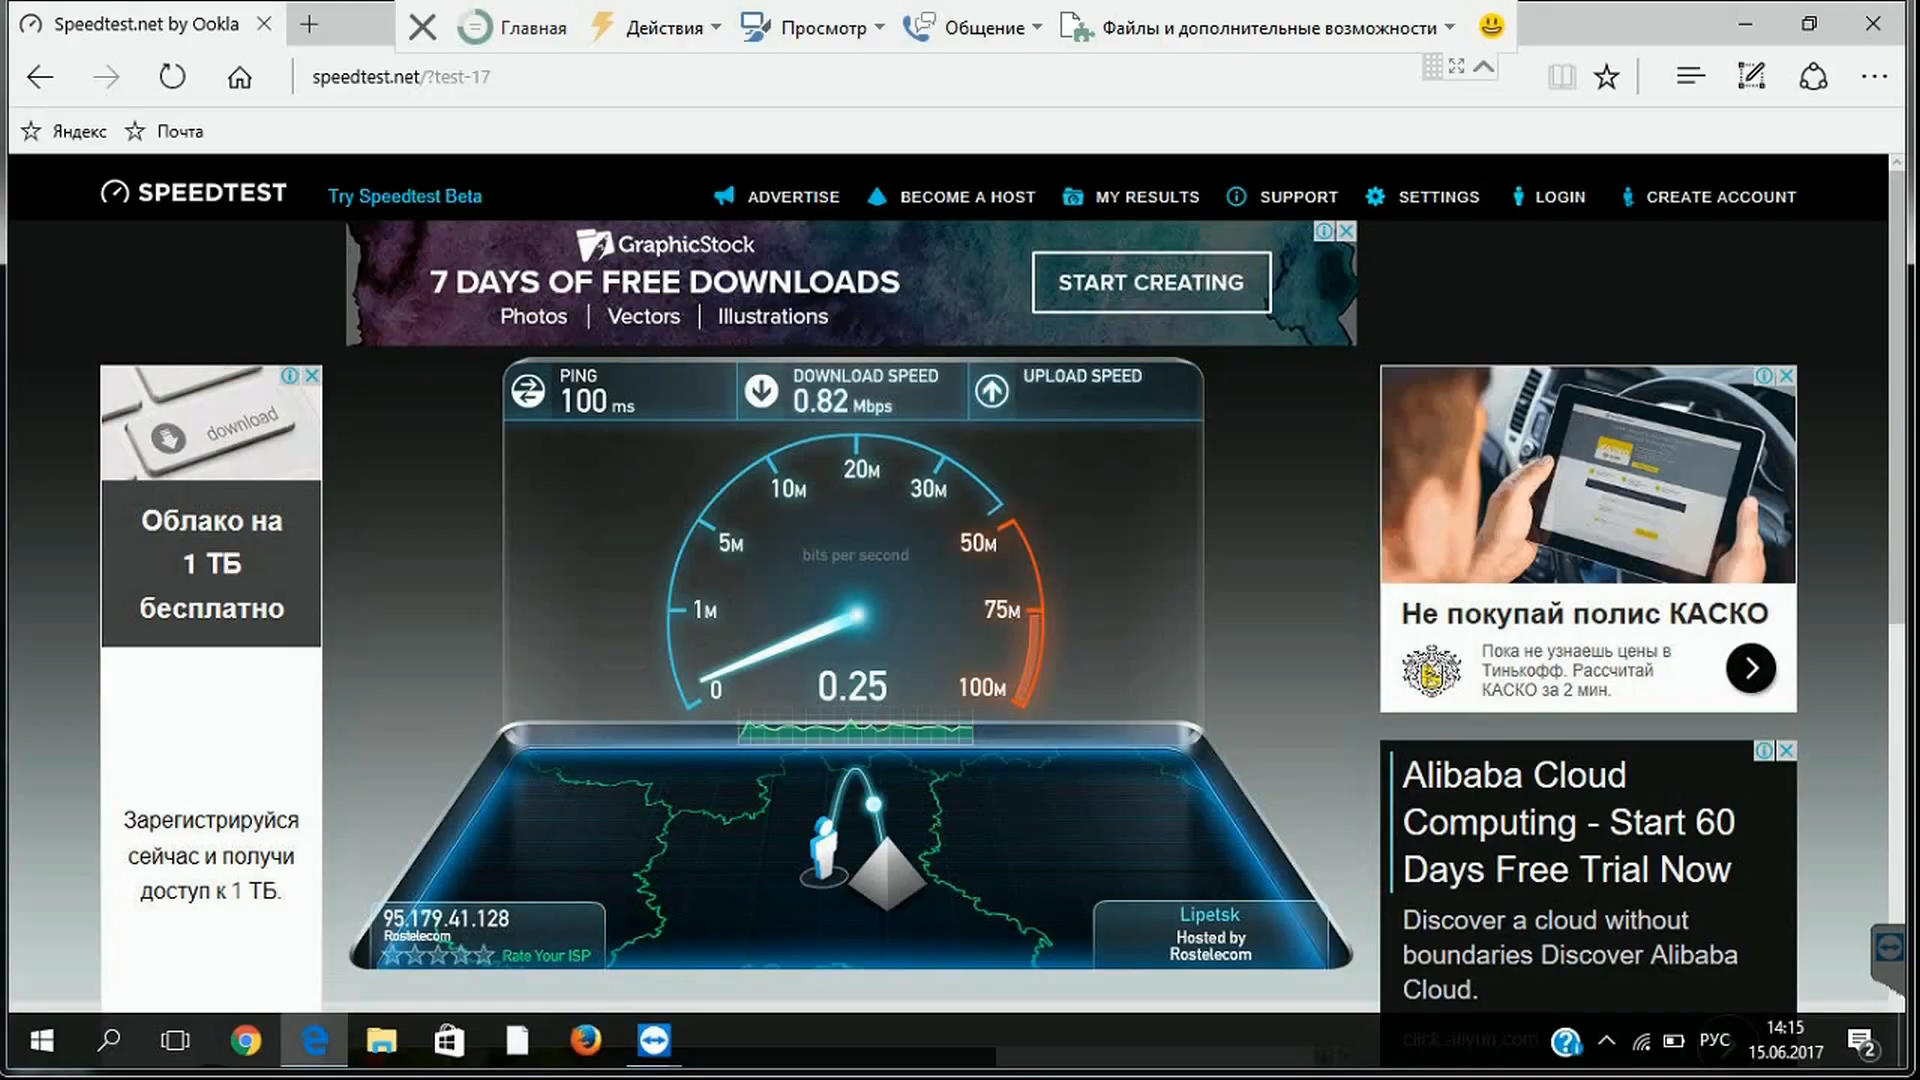 Speedtest.net by Ookla
Главная
Действия
Просмотр
Общение
Файлы и дополнительные возможности
speedtest.net/?test-17
Яндекс
Почта
SPEEDTEST
Try Speedtest Beta
ADVERTISE
BECOME A HOST
MY RESULTS
SUPPORT
SETTINGS
LOGIN
CREATE ACCOUNT
GraphicStock
7 DAYS OF FREE DOWNLOADS
Photos | Vectors | Illustrations
START CREATING
download
Облако на
1 ТБ
бесплатно
Зарегистрируйся
сейчас и получи
доступ к 1 ТБ.
PING
100 ms
DOWNLOAD SPEED
0.82 Mbps
UPLOAD SPEED
0
1M
5M
10M
20M
30M
50M
75M
100M
bits per second
0.25
95.179.41.128
Rostelecom
Rate Your ISP
Lipetsk
Hosted by
Rostelecom
Не покупай полис КАСКО
Пока не узнаешь цены в
Тинькофф. Рассчитай
КАСКО за 2 мин.
Alibaba Cloud
Computing - Start 60
Days Free Trial Now
Discover a cloud without
boundaries Discover Alibaba
Cloud.
click.aliyun.com
РУС
14:15
15.06.2017
2